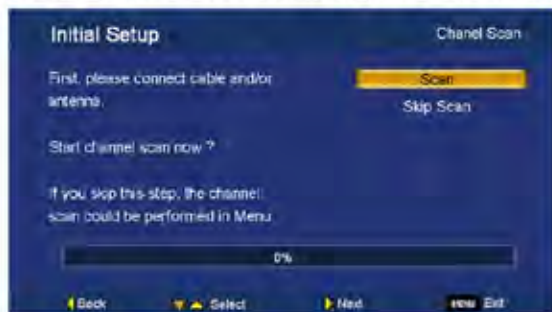 Initial Setup
Chanel Scan
First, please connect cable and/or
antenna.
Scan
Skip Scan
Start channel scan now ?
If you skip this step, the channel
scan could be performed in Menu
0%
Back Select Next MENU Exit